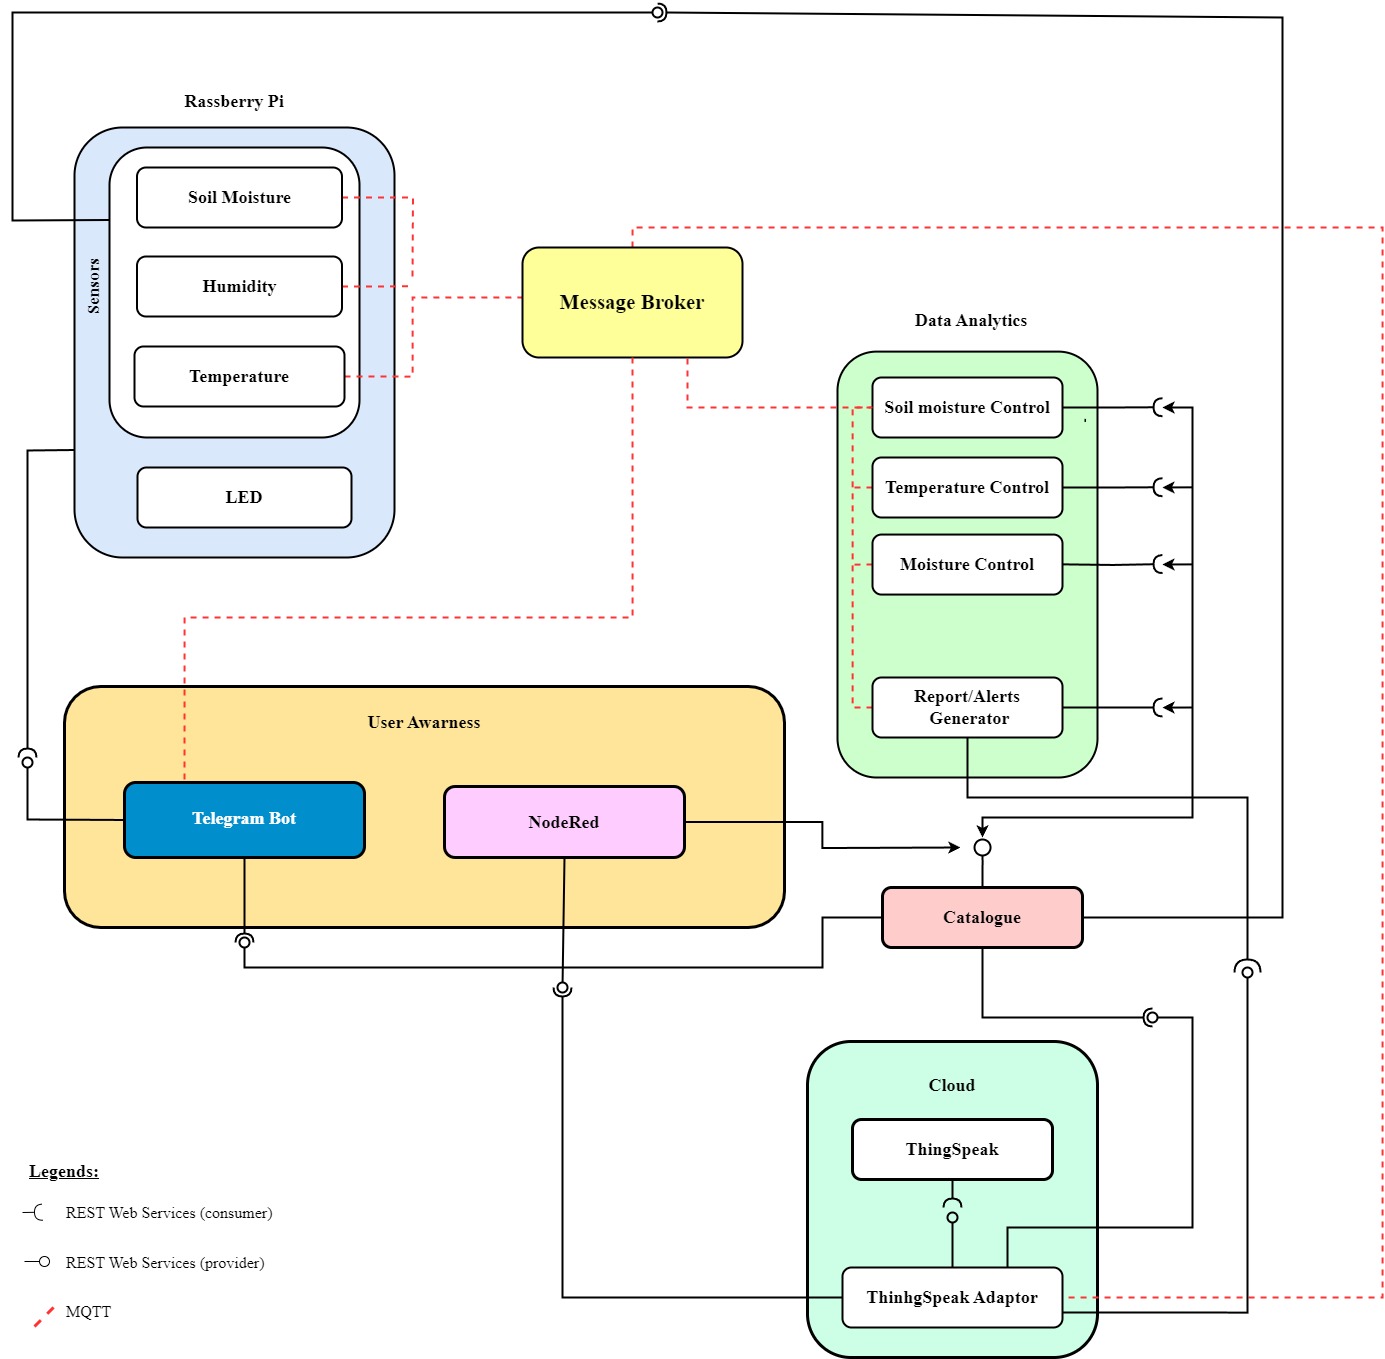 Rassberry Pi
Sensors
Soil Moisture
Humidity
Temperature
LED
Message Broker
Data Analytics
Soil moisture Control
'
Temperature Control
Moisture Control
Report/Alerts
Generator
User Awarness
Telegram Bot
NodeRed
Catalogue
Cloud
ThingSpeak
ThinhgSpeak Adaptor
Legends:
REST Web Services (consumer)
REST Web Services (provider)
MQTT